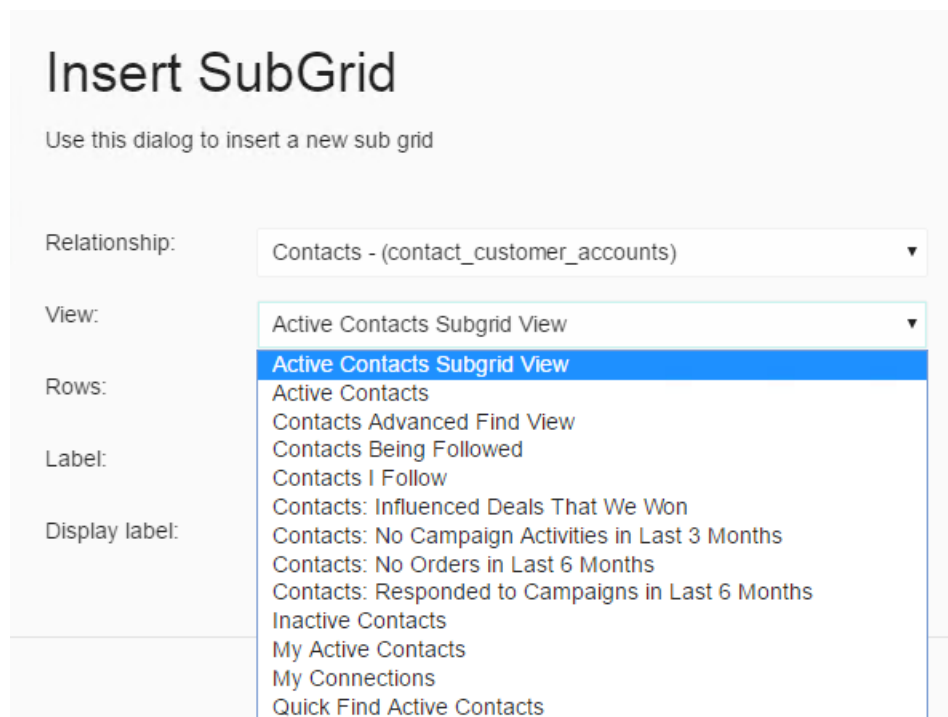 Insert SubGrid
Use this dialog to insert a new sub grid
Relationship:
Contacts - (contact_customer_accounts)
View:
Active Contacts Subgrid View
Active Contacts Subgrid View
Rows:
Active Contacts
Contacts Advanced Find View
Contacts Being Followed
Label:
Contacts I Follow
Contacts: Influenced Deals That We Won
Display label:
Contacts: No Campaign Activities in Last 3 Months
Contacts: No Orders in Last 6 Months
Contacts: Responded to Campaigns in Last 6 Months
Inactive Contacts
My Active Contacts
My Connections
Quick Find Active Contacts